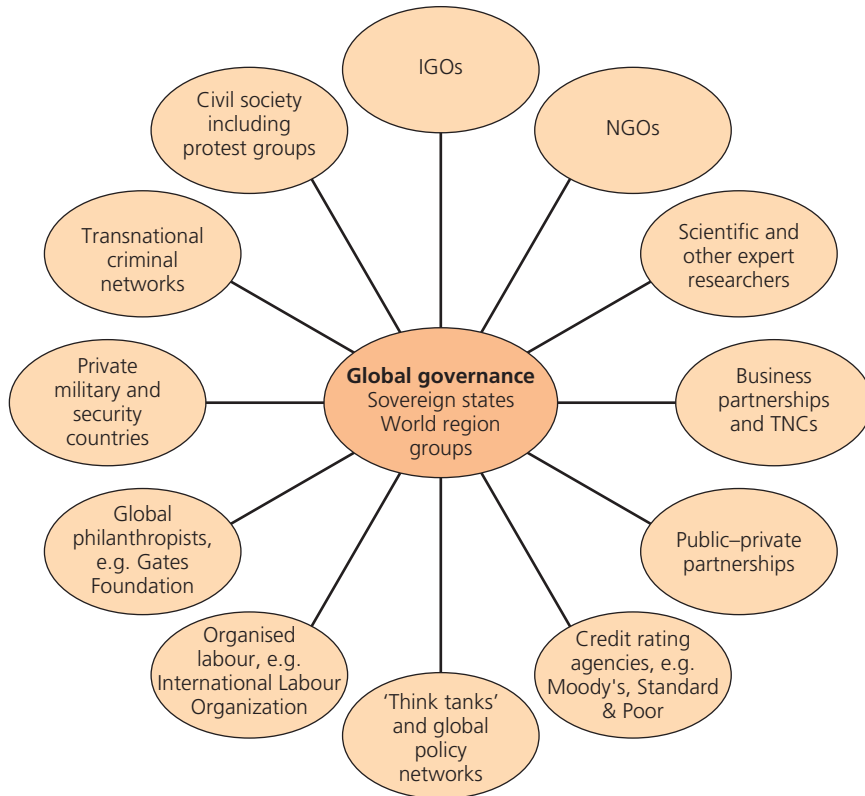 IGOs
NGOs
Scientific and
other expert
researchers
Business
partnerships
and TNCs
Public–private
partnerships
Credit rating
agencies, e.g.
Moody's, Standard
& Poor
‘Think tanks’
and global
policy
networks
Organised
labour, e.g.
International Labour
Organization
Global
philanthropists,
e.g. Gates
Foundation
Private
military and
security
countries
Transnational
criminal
networks
Civil society
including
protest groups
Global governance
Sovereign states
World region
groups